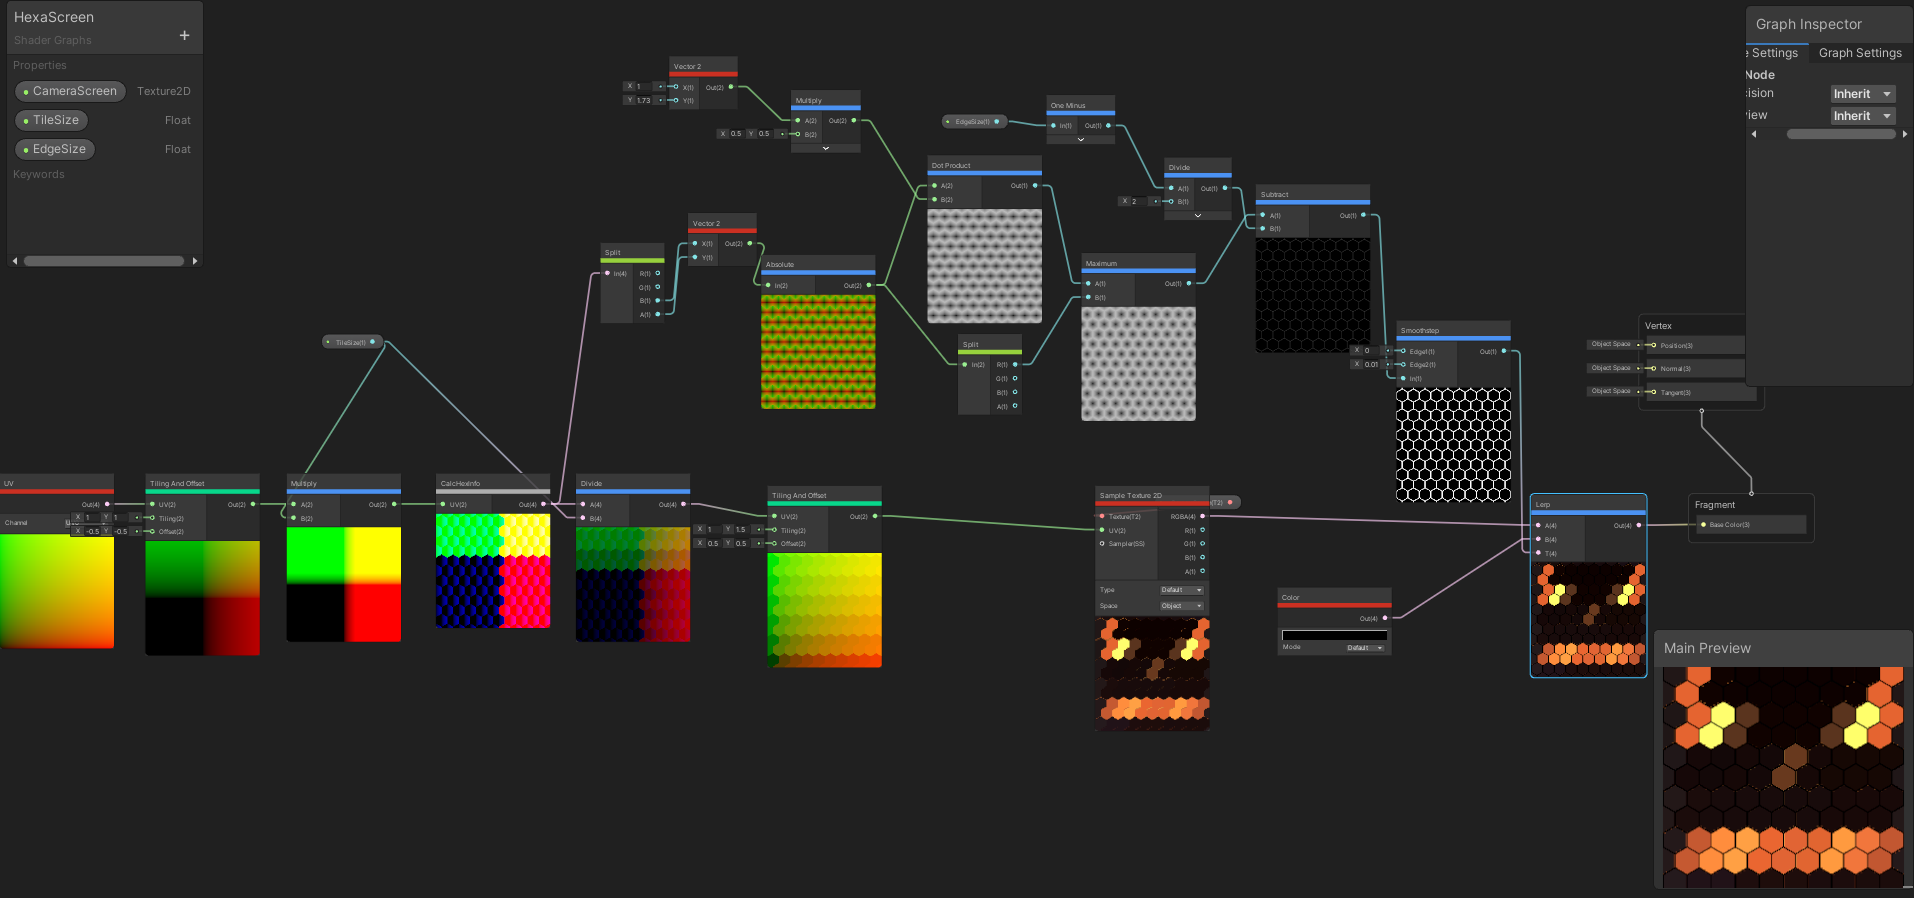 HexaScreen
Shader Graphs
+
Properties
CameraScreen Texture2D
TileSize Float
EdgeSize Float
Keywords
Vector 2
X 1 X(1) Out(2)
Y 1.73 Y(1)
Multiply
A(2) Out(2)
X 0.5 Y 0.5 B(2)
EdgeSize(1)
One Minus
In(1) Out(1)
Dot Product
A(2) Out(1)
B(2)
Divide
A(1) Out(1)
X 2 B(1)
Subtract
A(1) Out(1)
B(1)
Split
In(4) R(1)
G(1)
B(1)
A(1)
Vector 2
X(1) Out(2)
Y(1)
Absolute
In(2) Out(2)
Maximum
A(1) Out(1)
B(1)
Split
In(2) R(1)
G(1)
B(1)
A(1)
Smoothstep
X 0 Edge1(1) Out(1)
X 0.01 Edge2(1)
In(1)
TileSize(1)
UV
Out(4)
Channel
Tiling And Offset
UV(2) Out(2)
X 1 Y 1 Tiling(2)
X -0.5 Y -0.5 Offset(2)
Multiply
A(2) Out(2)
B(2)
CalcHexInfo
UV(2) Out(4)
Divide
A(4) Out(4)
B(4)
Tiling And Offset
UV(2) Out(2)
X 1 Y 1.5 Tiling(2)
X 0.5 Y 0.5 Offset(2)
Sample Texture 2D
(T2)
Texture(T2) RGBA(4)
UV(2) R(1)
Sampler(SS) G(1)
B(1)
A(1)
Type Default
Space Object
Color
Out(4)
Mode Default
Lerp
A(4) Out(4)
B(4)
T(4)
Vertex
Object Space Position(3)
Object Space Normal(3)
Object Space Tangent(3)
Fragment
Base Color(3)
Graph Inspector
e Settings Graph Settings
Node
cision Inherit
iew Inherit
Main Preview